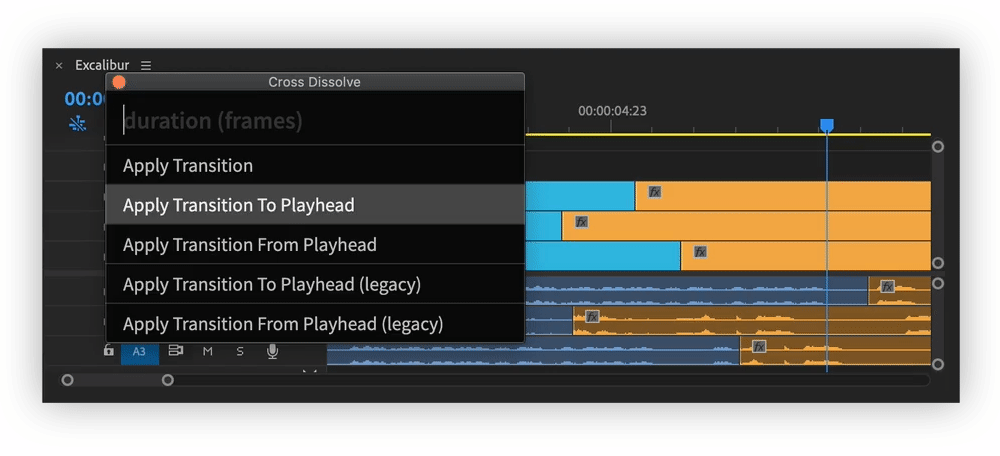 × Excalibur
Cross Dissolve
00:00
duration (frames)
00:00:04:23
Apply Transition
fx
Apply Transition To Playhead
fx
Apply Transition From Playhead
fx
Apply Transition To Playhead (legacy)
fx
Apply Transition From Playhead (legacy)
fx
A3 M S
fx